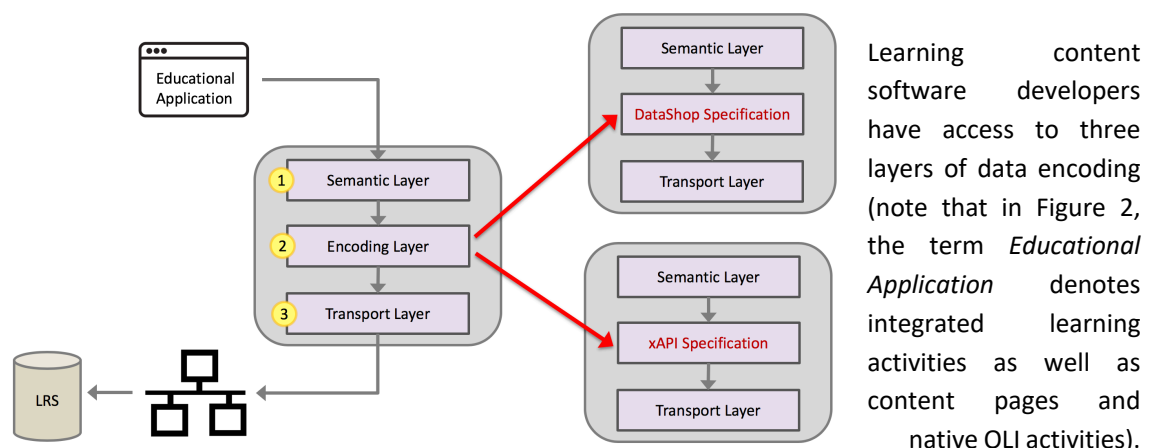 Educational
Application
1
Semantic Layer
2
Encoding Layer
3
Transport Layer
LRS
Semantic Layer
DataShop Specification
Transport Layer
Semantic Layer
xAPI Specification
Transport Layer
Learning content
software developers
have access to three
layers of data encoding
(note that in Figure 2,
the term Educational
Application denotes
integrated learning
activities as well as
content pages and
native OLI activities).